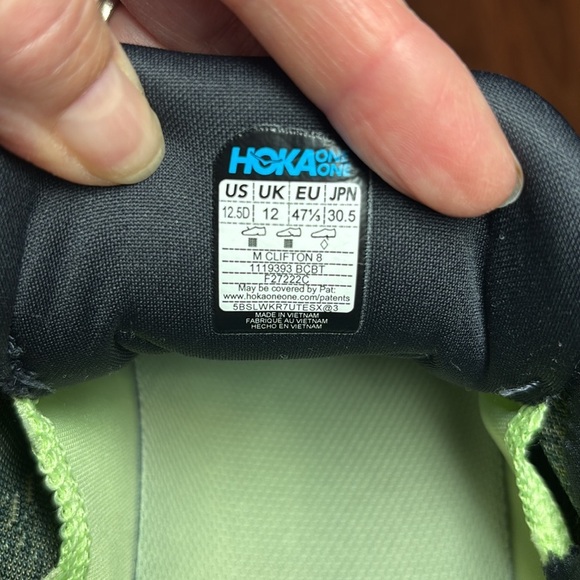 HOKA ONE ONE
US UK EU JPN
12.5D 12 47⅓ 30.5
M CLIFTON 8
1119393 BCBT
F27222C
May be covered by Pat:
www.hokaoneone.com/patents
5BSLWKR7UTESX@3
MADE IN VIETNAM
FABRIQUE AU VIETNAM
HECHO EN VIETNAM